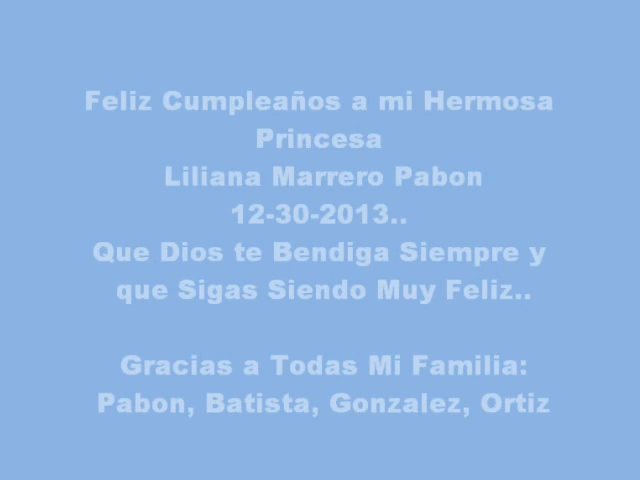 Feliz Cumpleaños a mi Hermosa
Princesa
Liliana Marrero Pabon
12-30-2013..
Que Dios te Bendiga Siempre y
que Sigas Siendo Muy Feliz..
Gracias a Todas Mi Familia:
Pabon, Batista, Gonzalez, Ortiz